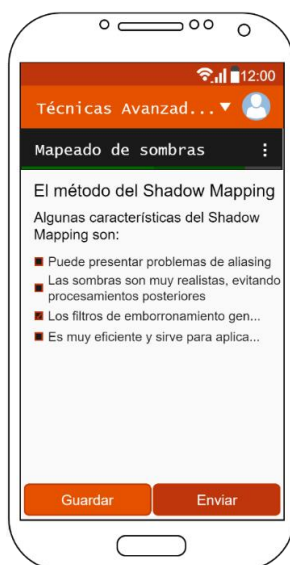 12:00
Técnicas Avanzad...
Mapeado de sombras
El método del Shadow Mapping
Algunas características del Shadow
Mapping son:
Puede presentar problemas de aliasing
Las sombras son muy realistas, evitando
procesamientos posteriores
Los filtros de emborronamiento gen...
Es muy eficiente y sirve para aplica...
Guardar
Enviar